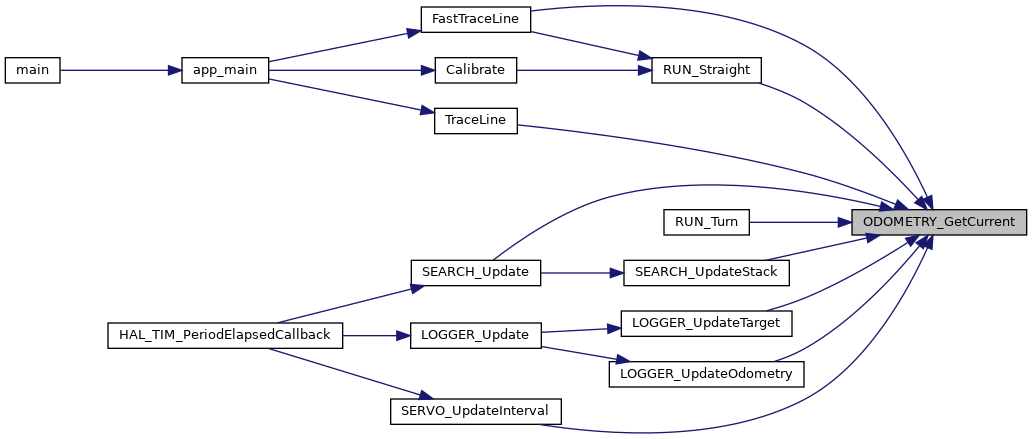 FastTraceLine
main
app_main
Calibrate
RUN_Straight
TraceLine
RUN_Turn
ODOMETRY_GetCurrent
SEARCH_Update
SEARCH_UpdateStack
LOGGER_UpdateTarget
HAL_TIM_PeriodElapsedCallback
LOGGER_Update
LOGGER_UpdateOdometry
SERVO_UpdateInterval